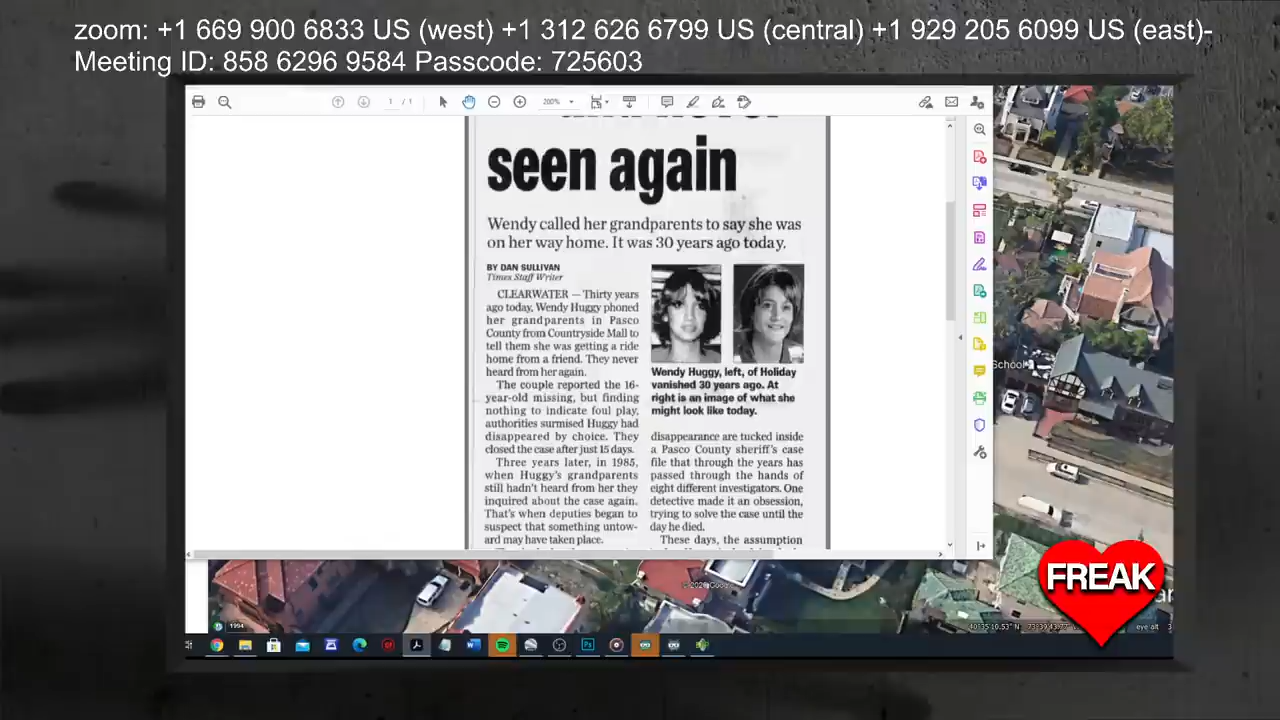 zoom: +1 669 900 6833 US (west) +1 312 626 6799 US (central) +1 929 205 6099 US (east)-
Meeting ID: 858 6296 9584 Passcode: 725603
1 / 1
200%
seen again
Wendy called her grandparents to say she was
on her way home. It was 30 years ago today.
BY DAN SULLIVAN
Times Staff Writer
CLEARWATER — Thirty years
ago today, Wendy Huggy phoned
her grandparents in Pasco
County from Countryside Mall to
tell them she was getting a ride
home from a friend. They never
heard from her again.
The couple reported the 16-
year-old missing, but finding
nothing to indicate foul play,
authorities surmised Huggy had
disappeared by choice. They
closed the case after just 15 days.
Three years later, in 1985,
when Huggy's grandparents
still hadn't heard from her they
inquired about the case again.
That's when deputies began to
suspect that something untow-
ard may have taken place.
Wendy Huggy, left, of Holiday
vanished 30 years ago. At
right is an image of what she
might look like today.
disappearance are tucked inside
a Pasco County sheriff's case
file that through the years has
passed through the hands of
eight different investigators. One
detective made it an obsession,
trying to solve the case until the
day he died.
These days, the assumption
School
FREAK
1994
eye alt